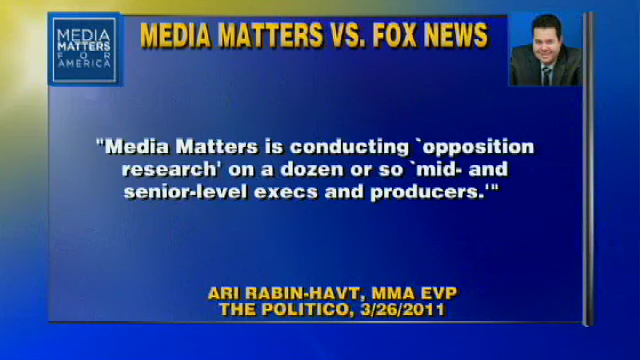 MEDIA
MATTERS
FOR
AMERICA
MEDIA MATTERS VS. FOX NEWS
"Media Matters is conducting `opposition
research' on a dozen or so `mid- and
senior-level execs and producers.'"
ARI RABIN-HAVT, MMA EVP
THE POLITICO, 3/26/2011